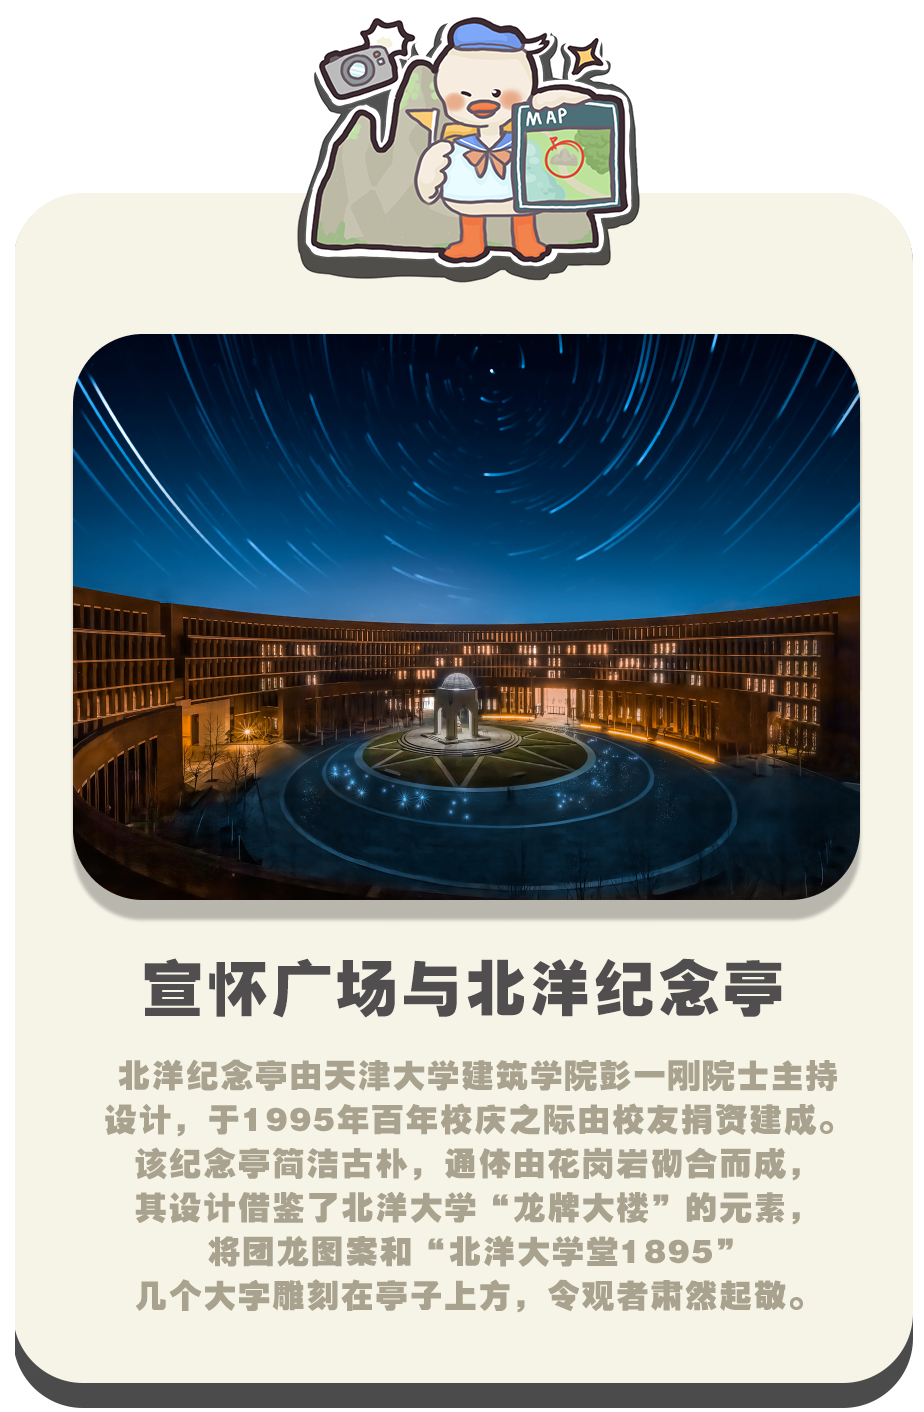 MAP
宣怀广场与北洋纪念亭
北洋纪念亭由天津大学建筑学院彭一刚院士主持
设计，于1995年百年校庆之际由校友捐资建成。
该纪念亭简洁古朴，通体由花岗岩砌合而成，
其设计借鉴了北洋大学“龙牌大楼”的元素，
将团龙图案和“北洋大学堂1895”
几个大字雕刻在亭子上方，令观者肃然起敬。